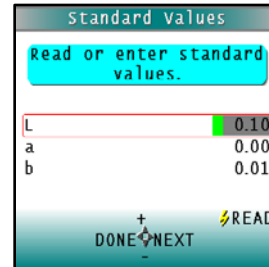 Standard Values
Read or enter standard
values.
L 0.10
a 0.00
b 0.01
+ READ
DONE NEXT
-